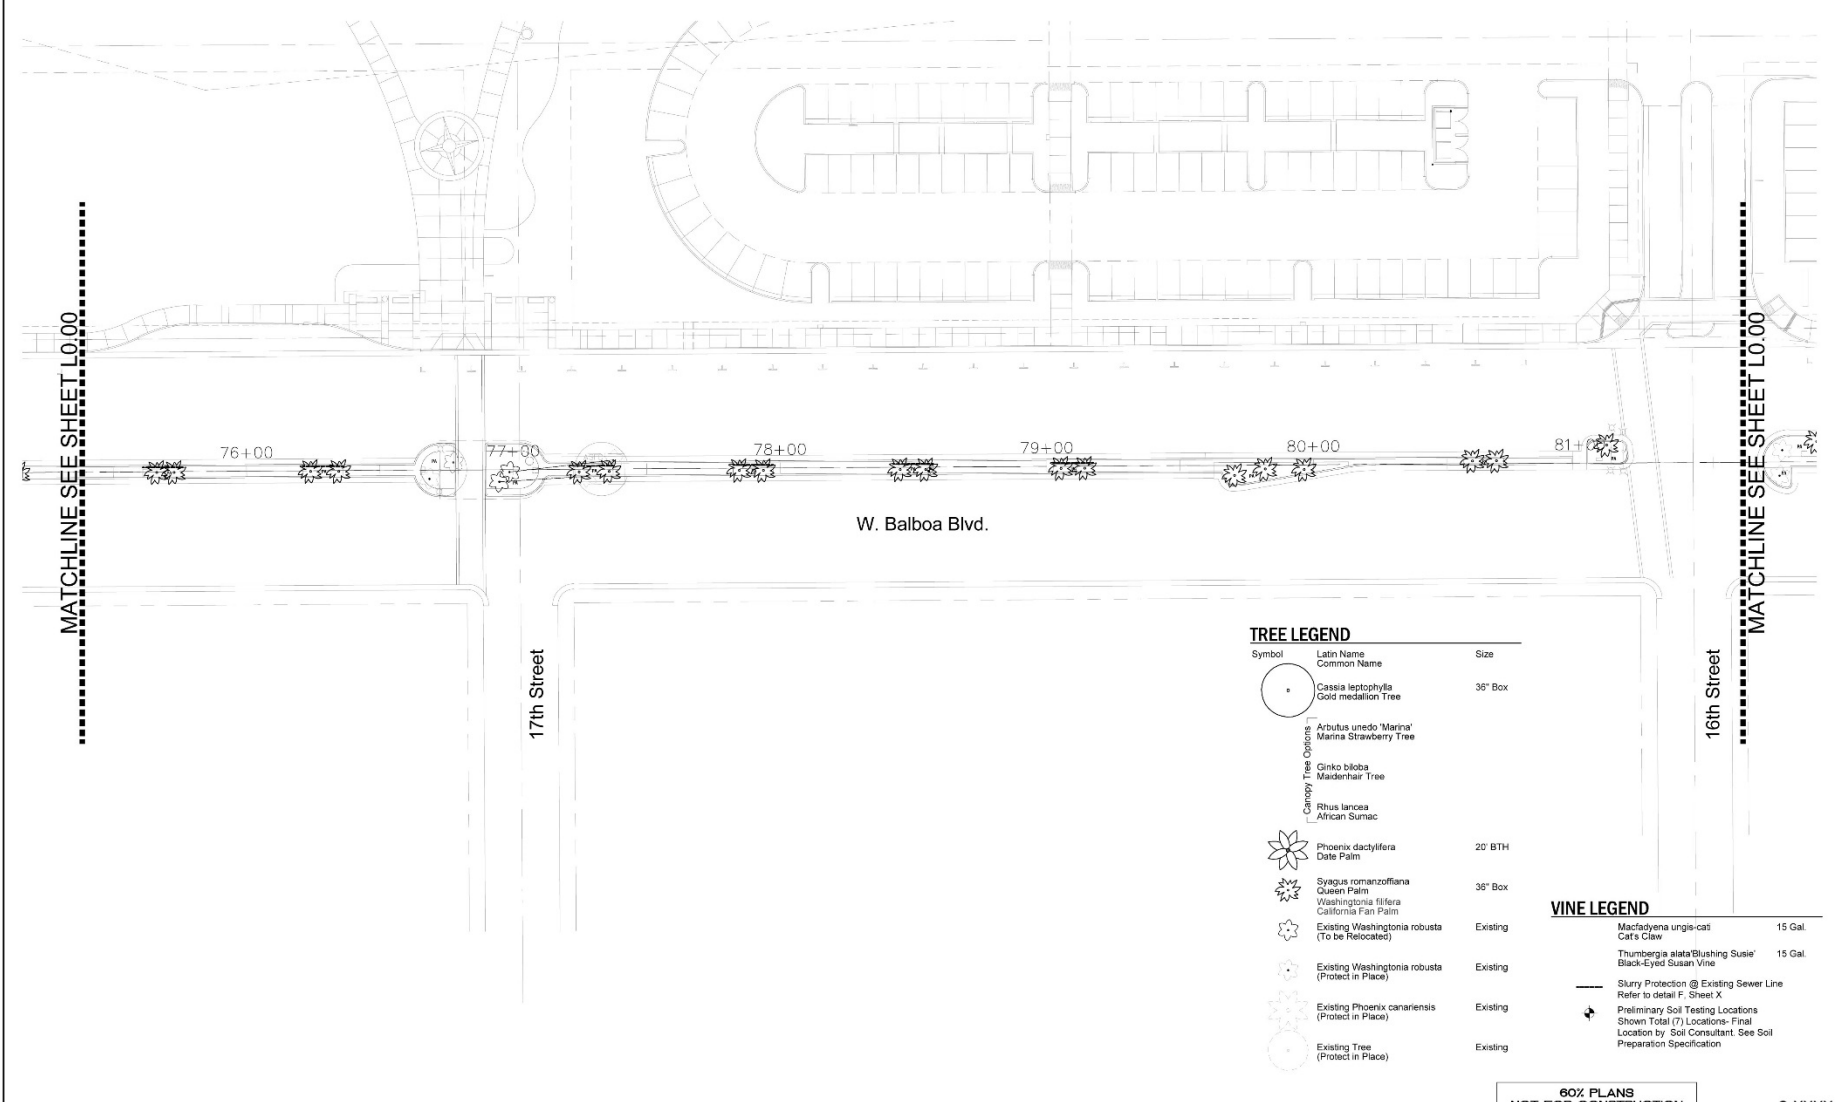 MATCHLINE SEE SHEET L0.00
76+00
77+00
78+00
79+00
80+00
MATCHLINE SEE SHEET L0.00
W. Balboa Blvd.
17th Street
16th Street
TREE LEGEND
Symbol Latin Name Size
Common Name
Cassia leptophylla 36" Box
Gold medallion Tree
Canopy Tree Options
Arbutus unedo 'Marina'
Marina Strawberry Tree
Ginko biloba
Maidenhair Tree
Rhus lancea
African Sumac
Phoenix dactylifera 20' BTH
Date Palm
Syagus romanzoffiana 36" Box
Queen Palm
Washingtonia filifera
California Fan Palm
Existing Washingtonia robusta Existing
(To be Relocated)
Existing Washingtonia robusta Existing
(Protect in Place)
Existing Phoenix canariensis Existing
(Protect in Place)
Existing Tree Existing
(Protect in Place)
VINE LEGEND
Macfadyena ungis-cati 15 Gal.
Cat's Claw
Thumbergia alata'Blushing Susie' 15 Gal.
Black-Eyed Susan Vine
Slurry Protection @ Existing Sewer Line
Refer to detail F, Sheet X
Preliminary Soil Testing Locations
Shown Total (7) Locations- Final
Location by Soil Consultant. See Soil
Preparation Specification
60% PLANS
NOT FOR CONSTRUCTION